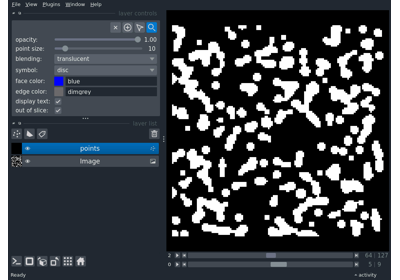 File View Plugins Window Help
layer controls
opacity: 1.00
point size: 10
blending: translucent
symbol: disc
face color: blue
edge color: dimgrey
display text:
out of slice:
layer list
points
Image
2 64 127
0 5 9
Ready activity